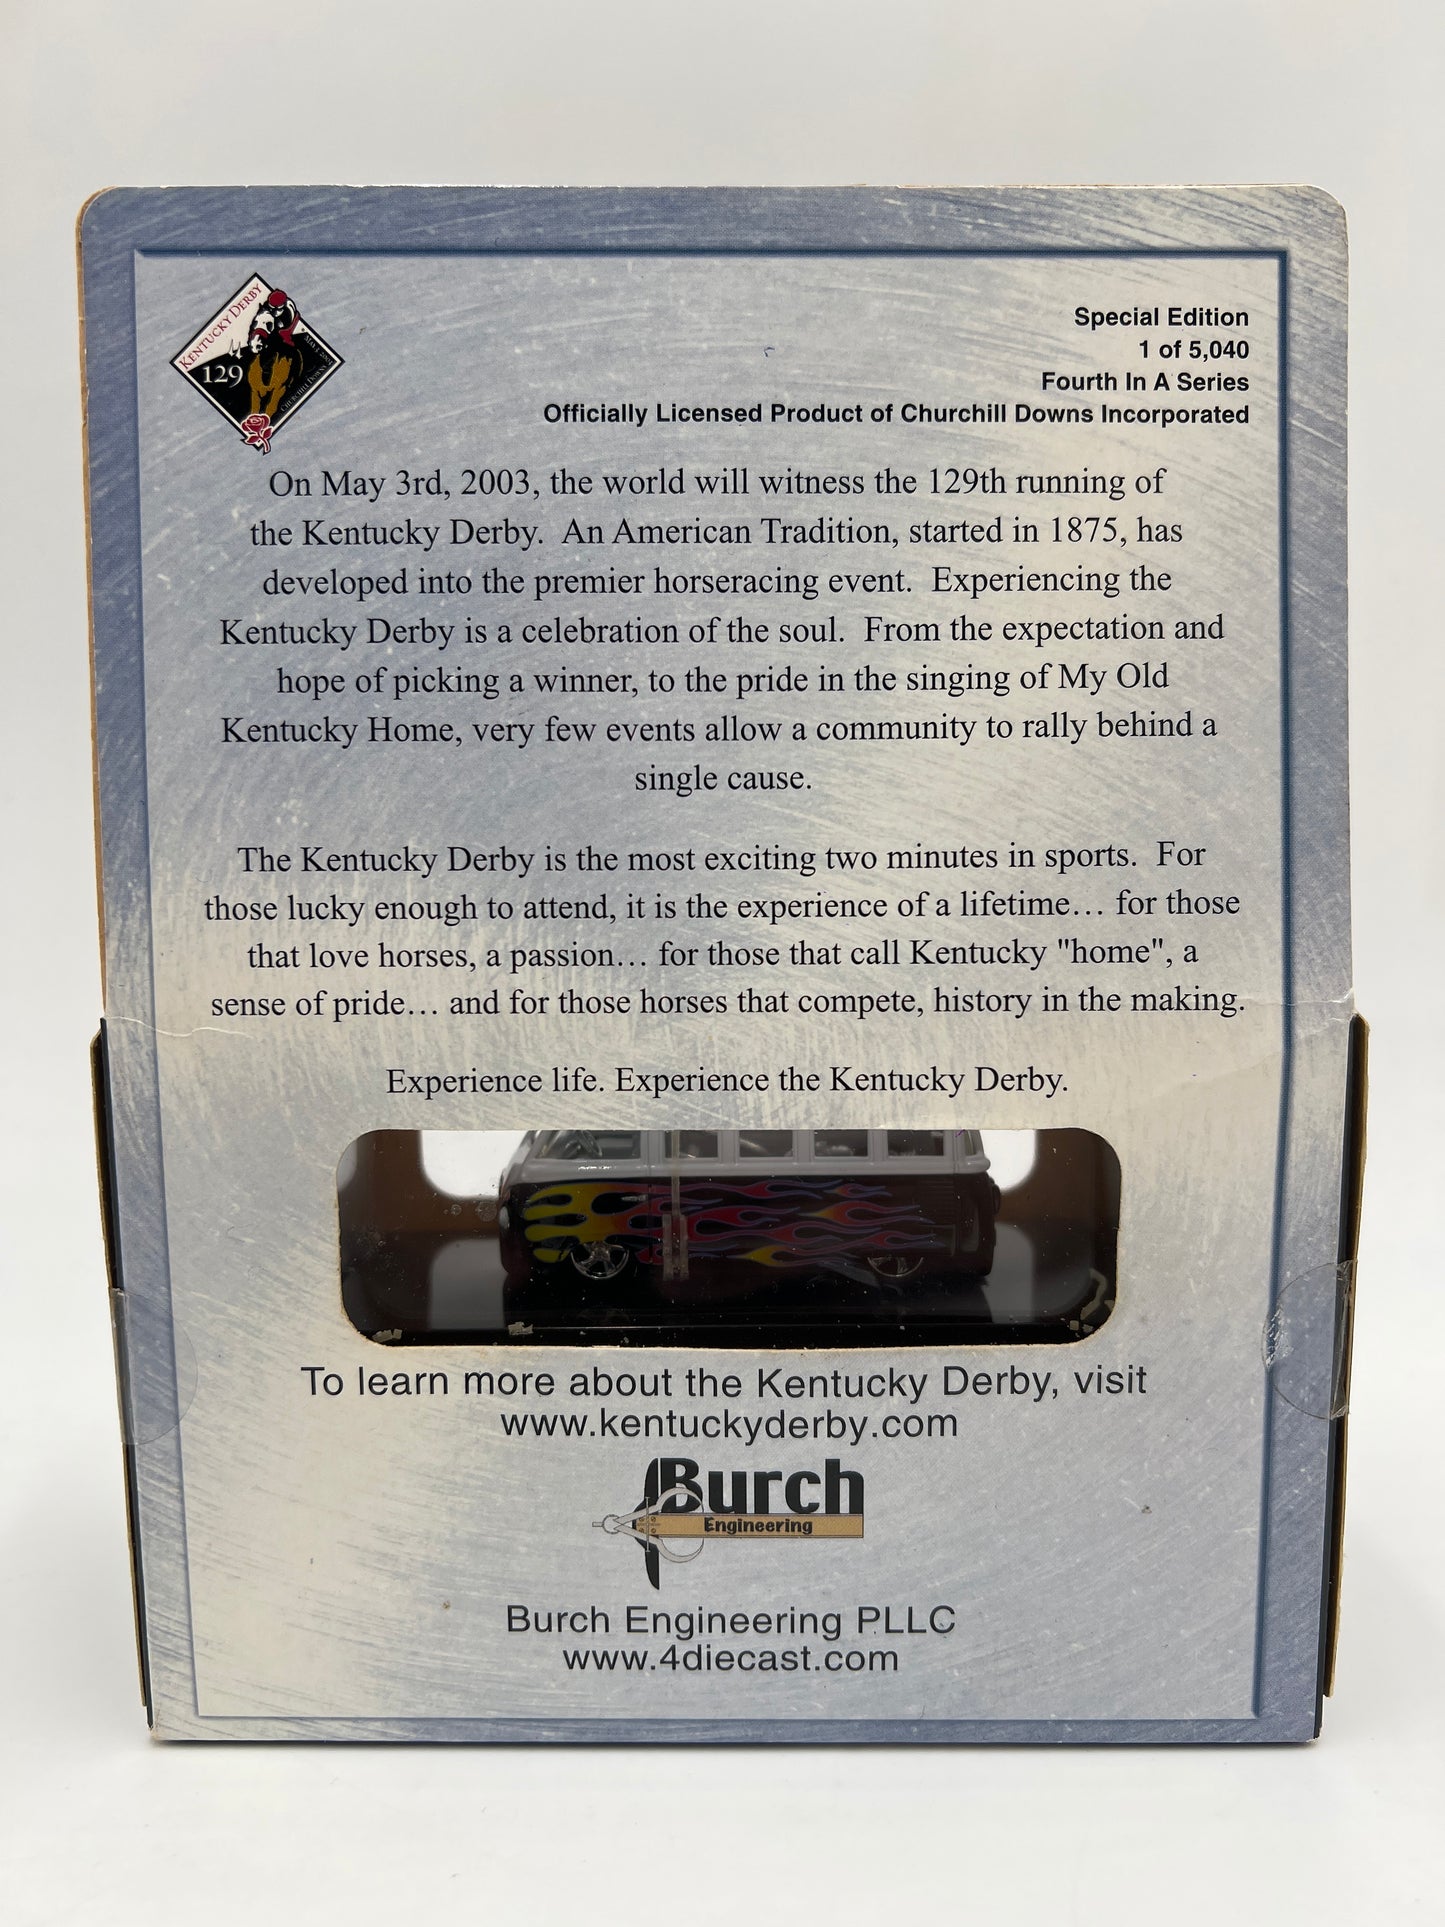 KENTUCKY DERBY
129
CHURCHILL DOWNS
Special Edition
1 of 5,040
Fourth In A Series
Officially Licensed Product of Churchill Downs Incorporated
On May 3rd, 2003, the world will witness the 129th running of
the Kentucky Derby.  An American Tradition, started in 1875, has
developed into the premier horseracing event.  Experiencing the
Kentucky Derby is a celebration of the soul.  From the expectation and
hope of picking a winner, to the pride in the singing of My Old
Kentucky Home, very few events allow a community to rally behind a
single cause.
The Kentucky Derby is the most exciting two minutes in sports.  For
those lucky enough to attend, it is the experience of a lifetime… for those
that love horses, a passion… for those that call Kentucky "home", a
sense of pride… and for those horses that compete, history in the making.
Experience life. Experience the Kentucky Derby.
To learn more about the Kentucky Derby, visit
www.kentuckyderby.com
Burch
Engineering
Burch Engineering PLLC
www.4diecast.com